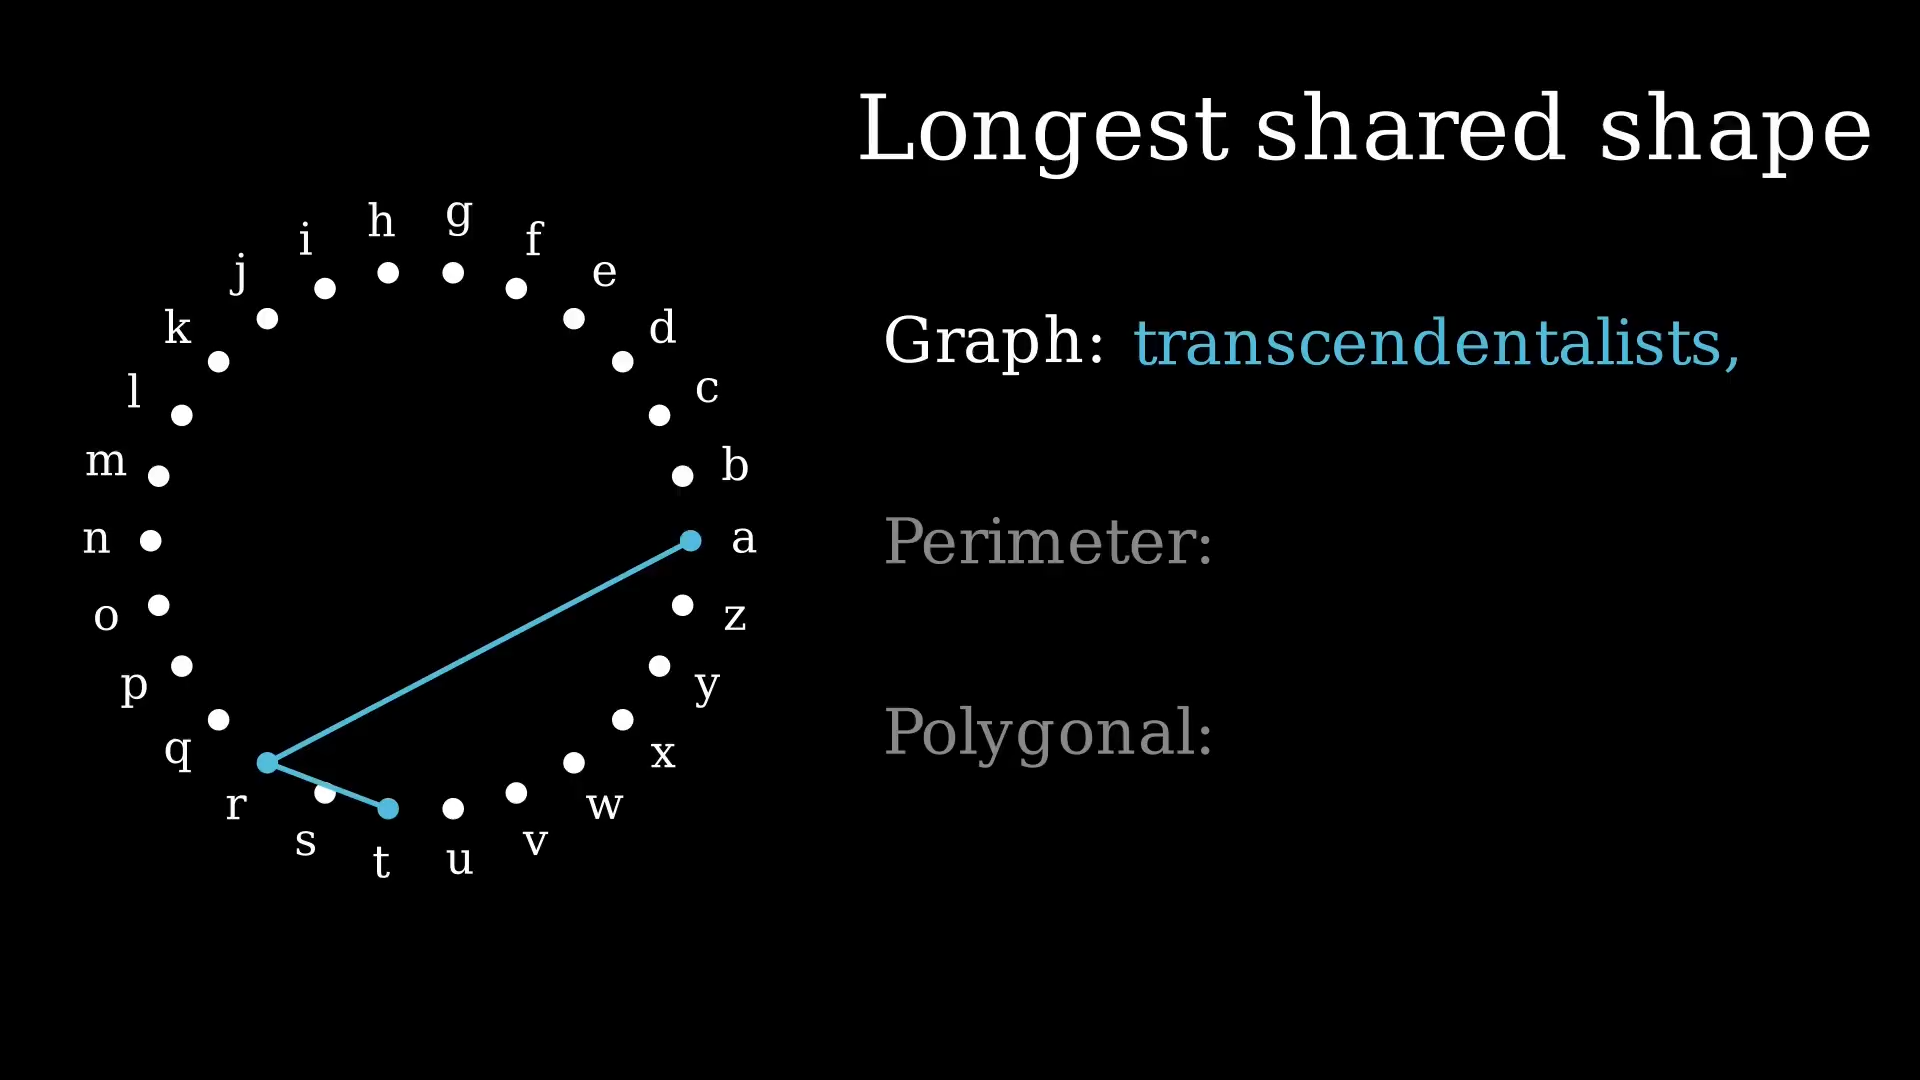 Longest shared shape
Graph: transcendentalists,
Perimeter:
Polygonal:
g
h
f
i
e
j
d
k
c
l
b
m
a
n
z
o
y
p
x
q
w
r
v
s
u
t